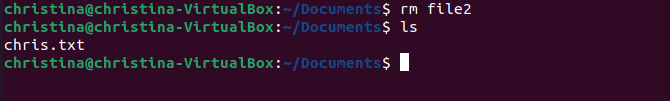 christina@christina-VirtualBox:~/Documents$ rm file2
christina@christina-VirtualBox:~/Documents$ ls
chris.txt
christina@christina-VirtualBox:~/Documents$